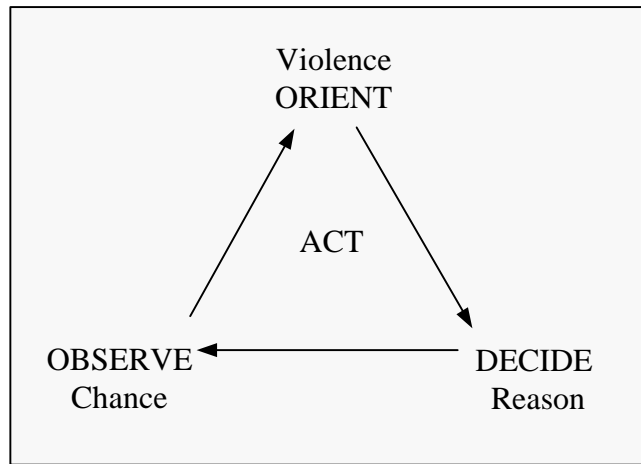 Violence
ORIENT
ACT
OBSERVE
Chance
DECIDE
Reason